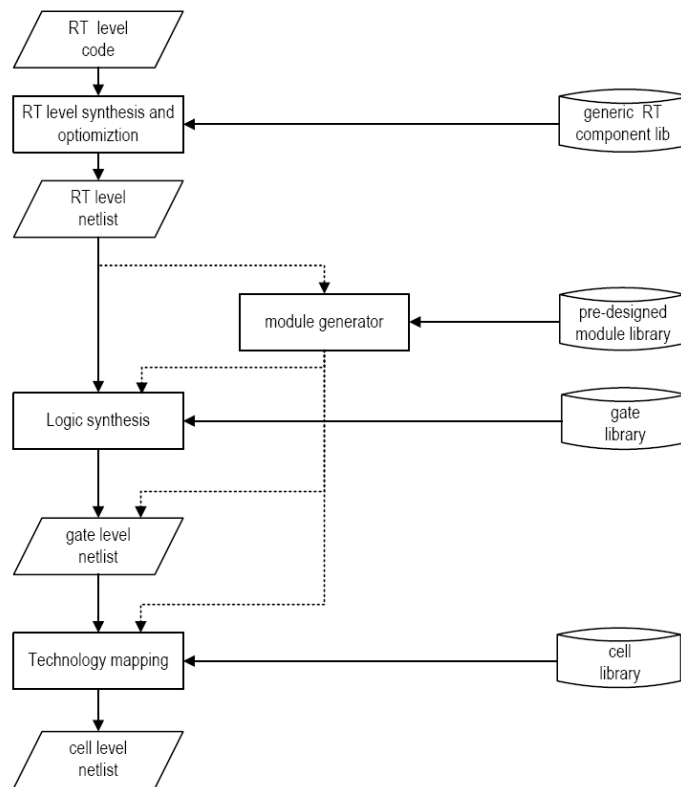 RT level
code
RT level synthesis and
optiomiztion
generic RT
component lib
RT level
netlist
module generator
pre-designed
module library
Logic synthesis
gate
library
gate level
netlist
Technology mapping
cell
library
cell level
netlist